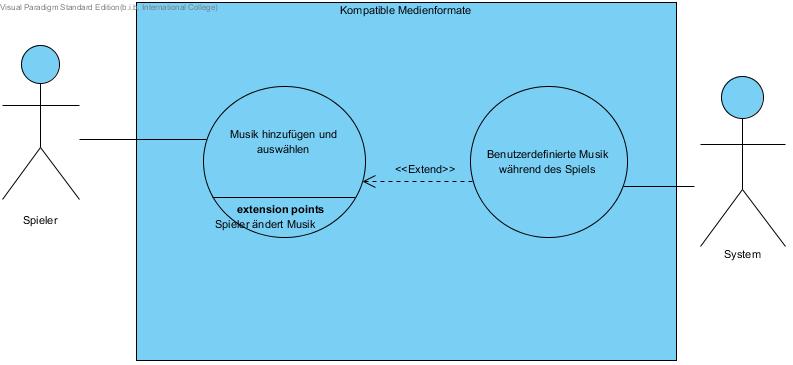 Visual Paradigm Standard Edition(b.i.b. International College)
Kompatible Medienformate
Musik hinzufügen und
auswählen
extension points
Spieler ändert Musik
<<Extend>>
Benutzerdefinierte Musik
während des Spiels
Spieler
System